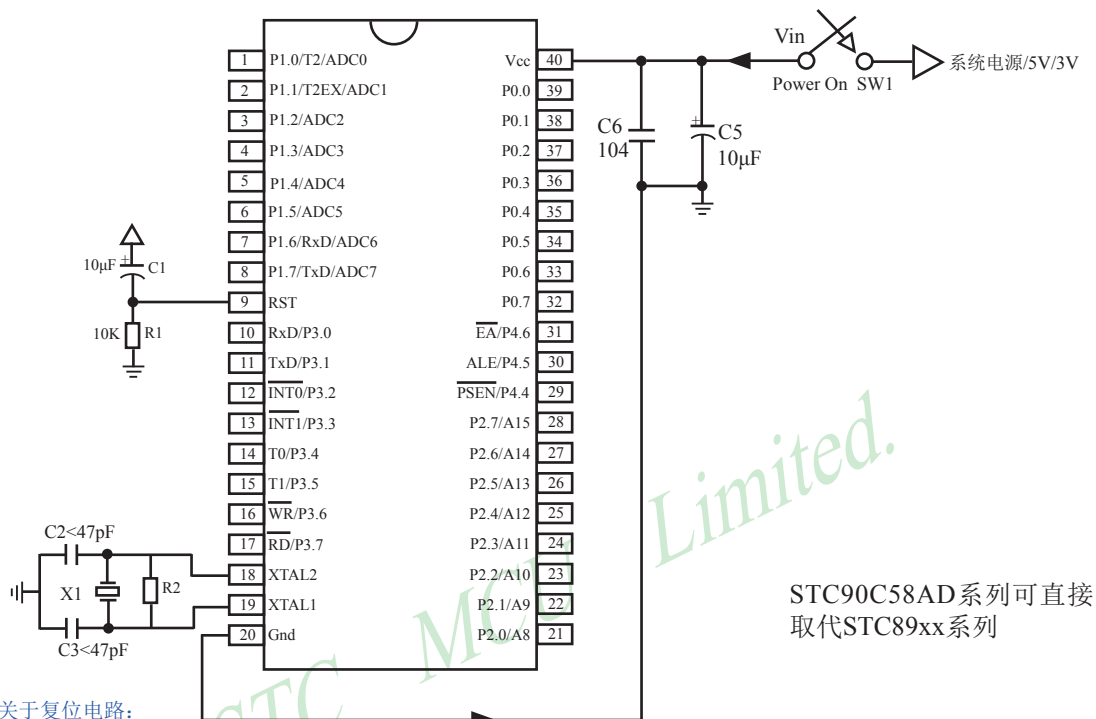 Vin
Power On SW1
系统电源/5V/3V
1 P1.0/T2/ADC0
2 P1.1/T2EX/ADC1
3 P1.2/ADC2
4 P1.3/ADC3
5 P1.4/ADC4
6 P1.5/ADC5
7 P1.6/RxD/ADC6
8 P1.7/TxD/ADC7
9 RST
10 RxD/P3.0
11 TxD/P3.1
12 INT0/P3.2
13 INT1/P3.3
14 T0/P3.4
15 T1/P3.5
16 WR/P3.6
17 RD/P3.7
18 XTAL2
19 XTAL1
20 Gnd
Vcc 40
P0.0 39
P0.1 38
P0.2 37
P0.3 36
P0.4 35
P0.5 34
P0.6 33
P0.7 32
EA/P4.6 31
ALE/P4.5 30
PSEN/P4.4 29
P2.7/A15 28
P2.6/A14 27
P2.5/A13 26
P2.4/A12 25
P2.3/A11 24
P2.2/A10 23
P2.1/A9 22
P2.0/A8 21
C6
104
+
C5
10μF
10μF + C1
10K R1
C2<47pF
X1 R2
C3<47pF
STC MCU Limited.
STC90C58AD系列可直接
取代STC89xx系列
关于复位电路: